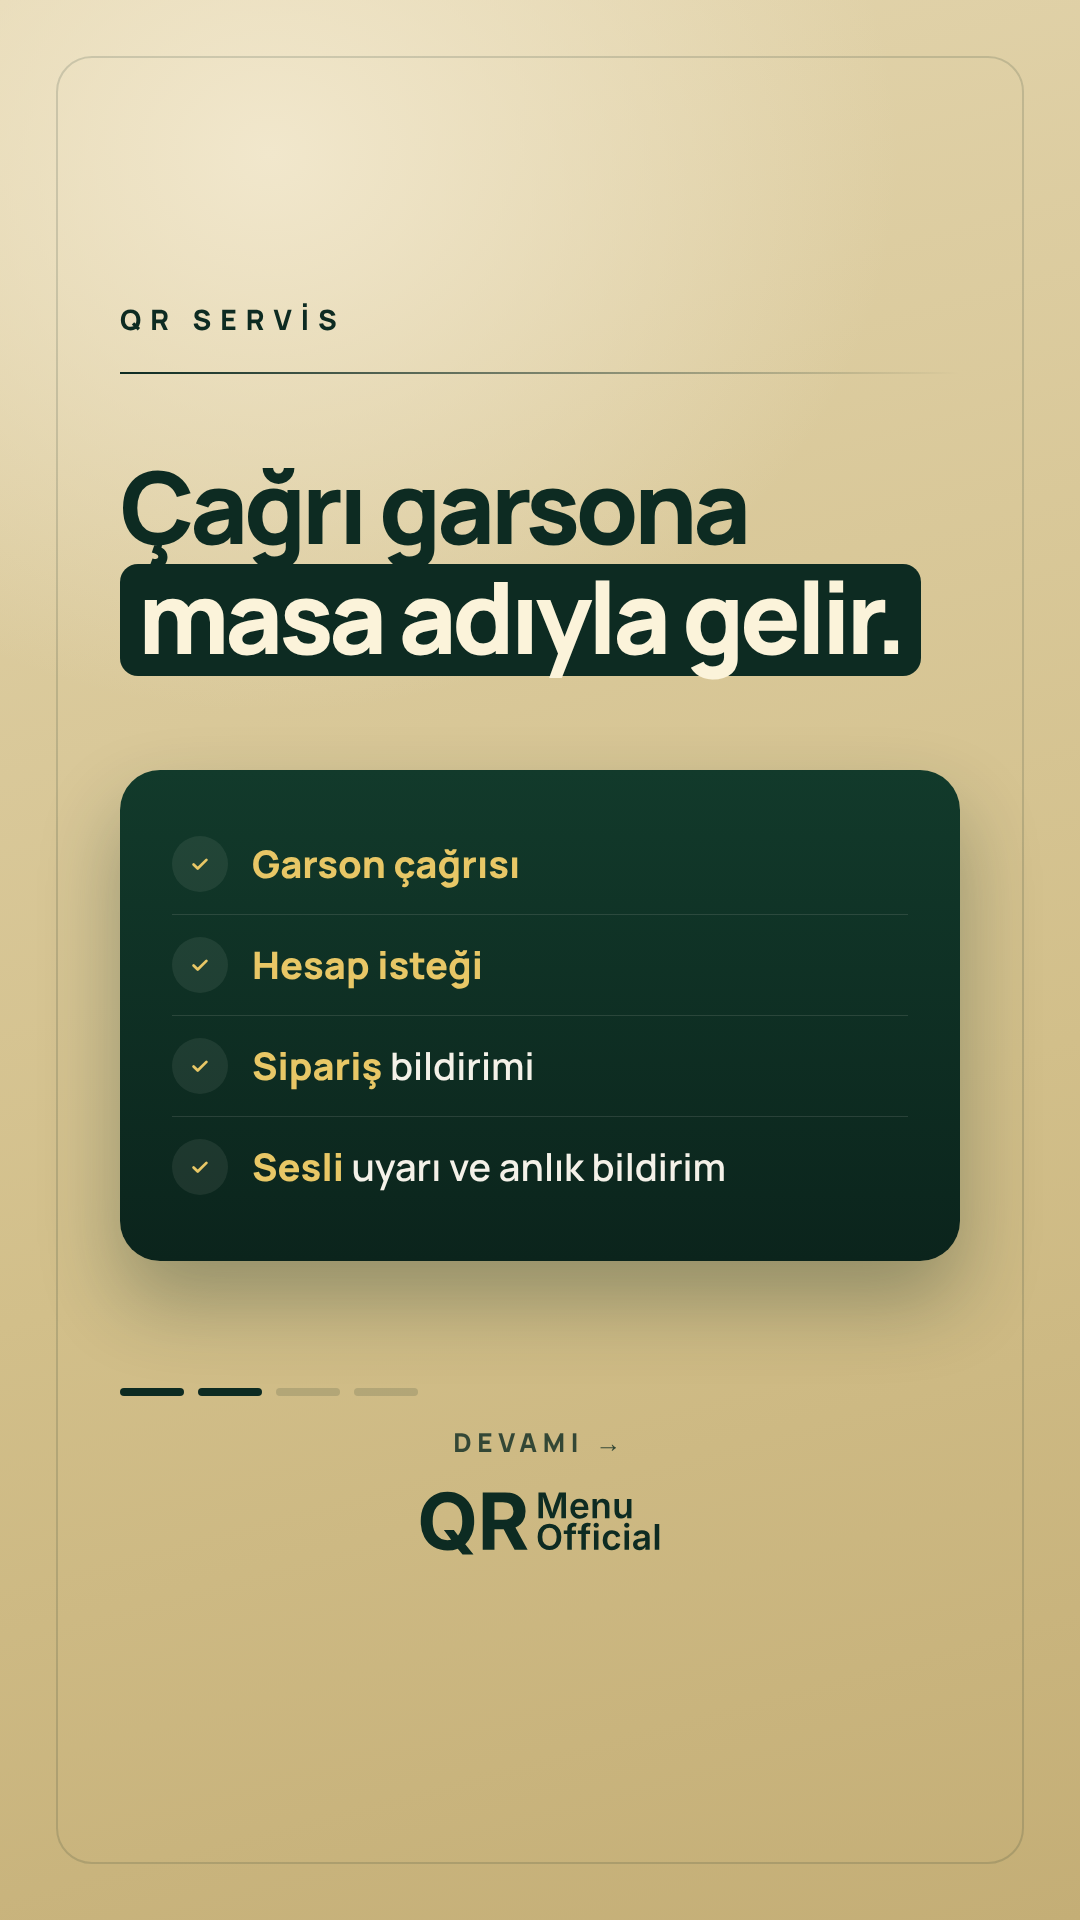 QR SERVİS
Çağrı garsona
masa adıyla gelir.
Garson çağrısı
Hesap isteği
Sipariş bildirimi
Sesli uyarı ve anlık bildirim
DEVAMI →
QR Menu
Official